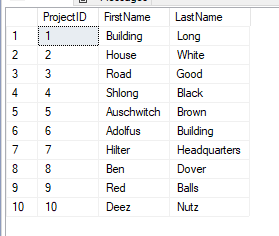 Messages
ProjectID FirstName LastName
1 1 Building Long
2 2 House White
3 3 Road Good
4 4 Shlong Black
5 5 Auschwitch Brown
6 6 Adolfus Building
7 7 Hilter Headquarters
8 8 Ben Dover
9 9 Red Balls
10 10 Deez Nutz